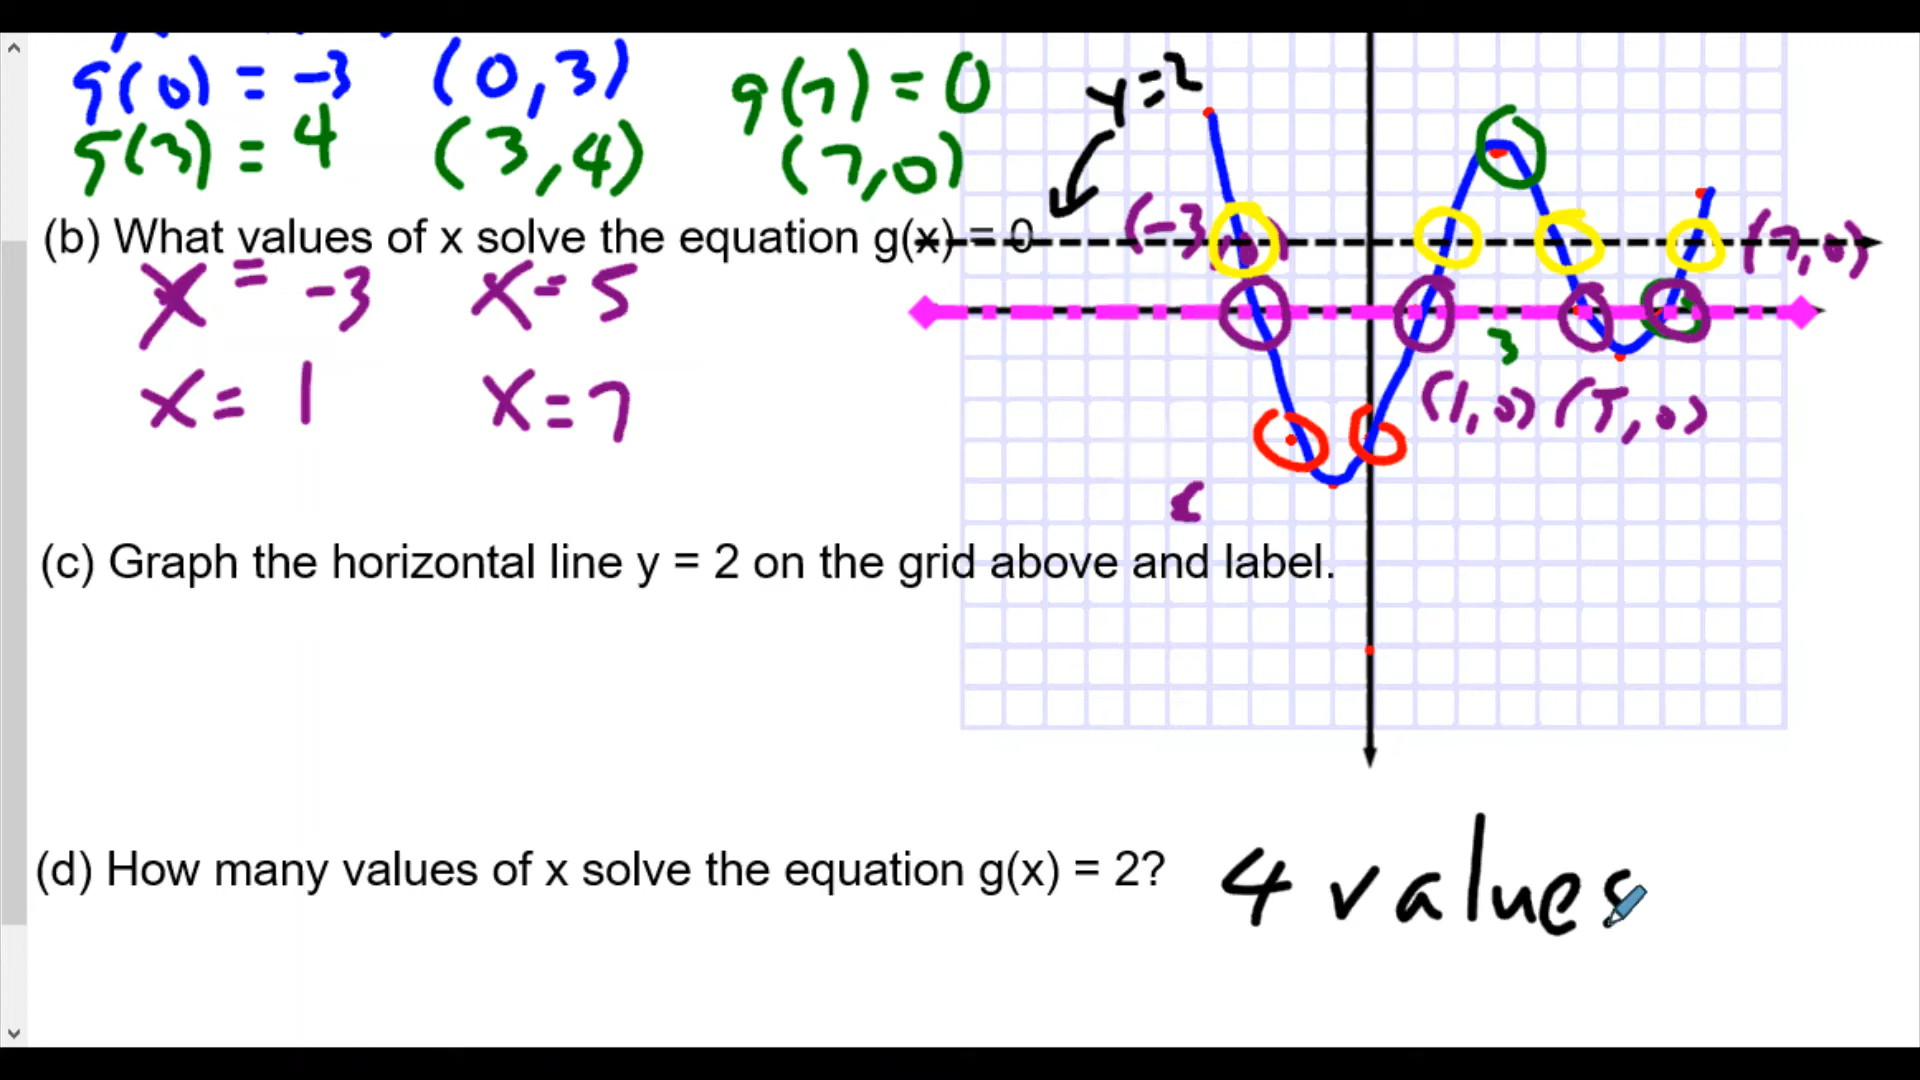 g(0) = -3 (0,3) g(7) = 0
g(3) = 4 (3,4) (7,0)
y=2
(b) What values of x solve the equation g(x) = 0
(-3,0) (7,0)
x = -3 x = 5
3
x = 1 x = 7
(1,0) (5,0)
(c) Graph the horizontal line y = 2 on the grid above and label.
(d) How many values of x solve the equation g(x) = 2? 4 values